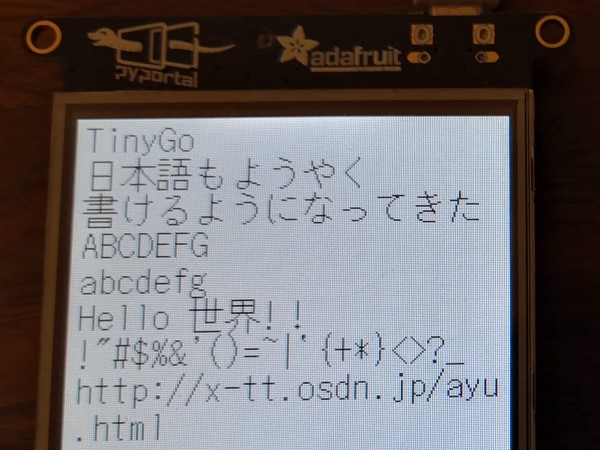 pyportal
adafruit
TinyGo
日本語もようやく
書けるようになってきた
ABCDEFG
abcdefg
Hello 世界!!
!"#$%&'()=~|`{+*}<>?_
http://x-tt.osdn.jp/ayu
.html